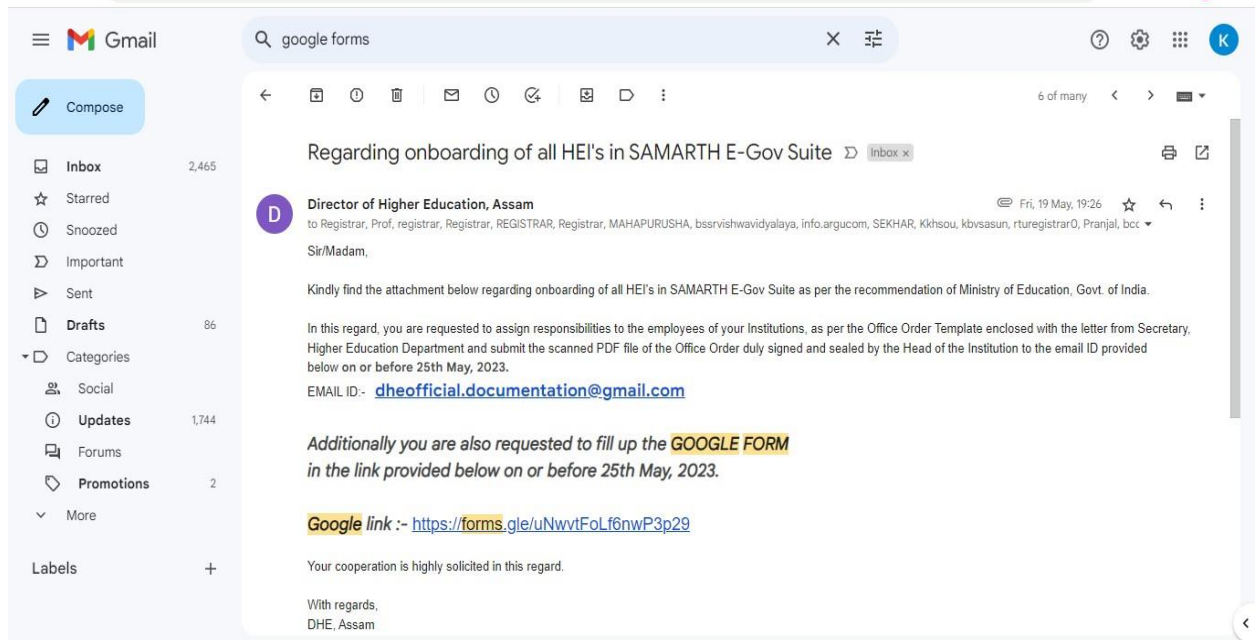 Gmail
google forms
K
Compose
6 of many
Inbox 2,465
Starred
Snoozed
Important
Sent
Drafts 86
Categories
Social
Updates 1,744
Forums
Promotions 2
More
Labels
Regarding onboarding of all HEI's in SAMARTH E-Gov Suite Inbox x
D
Director of Higher Education, Assam Fri, 19 May, 19:26
to Registrar, Prof, registrar, Registrar, REGISTRAR, Registrar, MAHAPURUSHA, bssrvishwavidyalaya, info.argucom, SEKHAR, Kkhsou, kbvsasun, rturegistrar0, Pranjal, bcc
Sir/Madam,
Kindly find the attachment below regarding onboarding of all HEI's in SAMARTH E-Gov Suite as per the recommendation of Ministry of Education, Govt. of India.
In this regard, you are requested to assign responsibilities to the employees of your Institutions, as per the Office Order Template enclosed with the letter from Secretary,
Higher Education Department and submit the scanned PDF file of the Office Order duly signed and sealed by the Head of the Institution to the email ID provided
below on or before 25th May, 2023.
EMAIL ID:- dheofficial.documentation@gmail.com
Additionally you are also requested to fill up the GOOGLE FORM
in the link provided below on or before 25th May, 2023.
Google link :- https://forms.gle/uNwvtFoLf6nwP3p29
Your cooperation is highly solicited in this regard.
With regards,
DHE, Assam